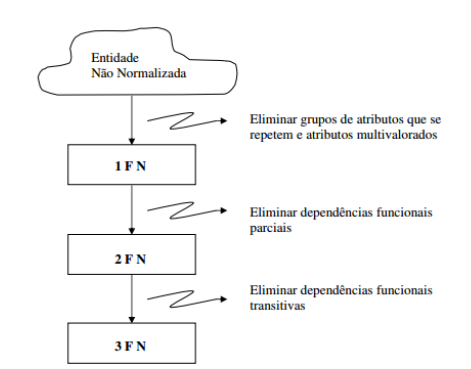 Entidade
Não Normalizada
Eliminar grupos de atributos que se
repetem e atributos multivalorados
1 F N
Eliminar dependências funcionais
parciais
2 F N
Eliminar dependências funcionais
transitivas
3 F N